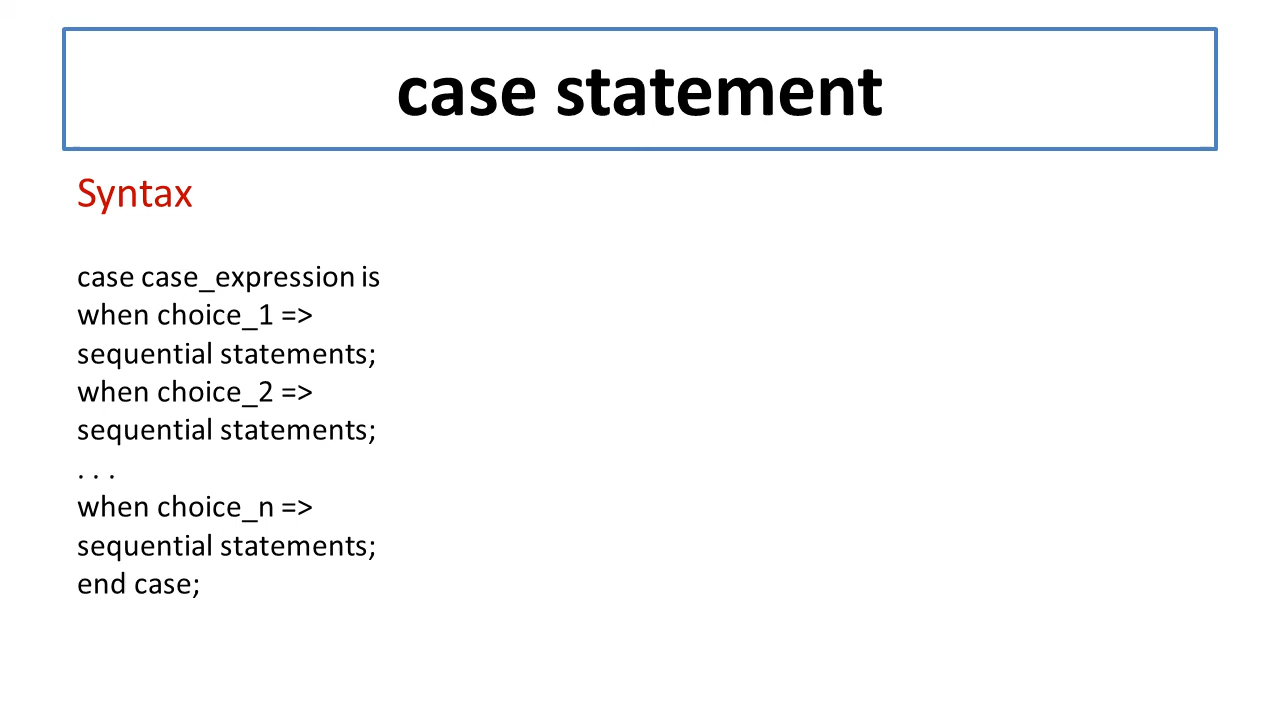 case statement
Syntax
case case_expression is
when choice_1 =>
sequential statements;
when choice_2 =>
sequential statements;
. . .
when choice_n =>
sequential statements;
end case;